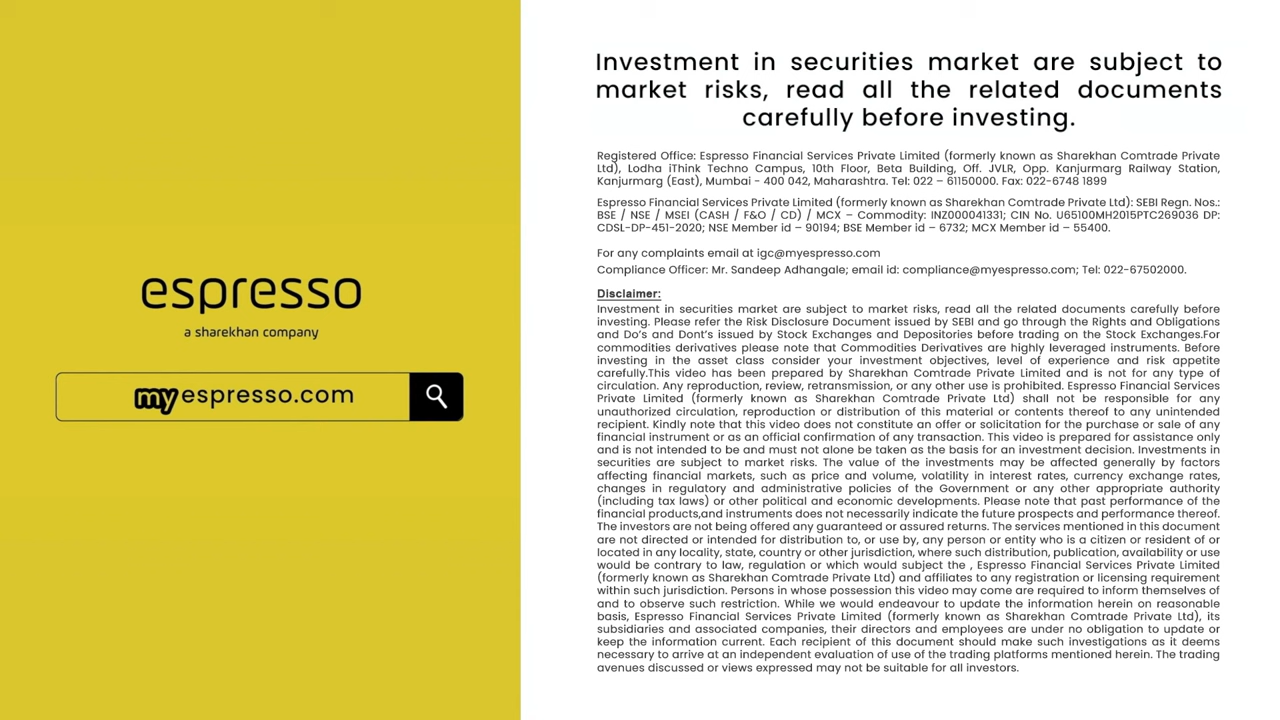 espresso
a sharekhan company
myespresso.com
Investment in securities market are subject to
market risks, read all the related documents
carefully before investing.
Registered Office: Espresso Financial Services Private Limited (formerly known as Sharekhan Comtrade Private
Ltd), Lodha iThink Techno Campus, 10th Floor, Beta Building, Off. JVLR, Opp. Kanjurmarg Railway Station,
Kanjurmarg (East), Mumbai - 400 042, Maharashtra. Tel: 022 – 61150000. Fax: 022-6748 1899
Espresso Financial Services Private Limited (formerly known as Sharekhan Comtrade Private Ltd): SEBI Regn. Nos.:
BSE / NSE / MSEI (CASH / F&O / CD) / MCX – Commodity: INZ000041331; CIN No. U65100MH2015PTC269036 DP:
CDSL-DP-451-2020; NSE Member id – 90194; BSE Member id – 6732; MCX Member id – 55400.
For any complaints email at igc@myespresso.com
Compliance Officer: Mr. Sandeep Adhangale; email id: compliance@myespresso.com; Tel: 022-67502000.
Disclaimer:
Investment in securities market are subject to market risks, read all the related documents carefully before
investing. Please refer the Risk Disclosure Document issued by SEBI and go through the Rights and Obligations
and Do's and Dont's issued by Stock Exchanges and Depositories before trading on the Stock Exchanges.For
commodities derivatives please note that Commodities Derivatives are highly leveraged instruments. Before
investing in the asset class consider your investment objectives, level of experience and risk appetite
carefully.This video has been prepared by Sharekhan Comtrade Private Limited and is not for any type of
circulation. Any reproduction, review, retransmission, or any other use is prohibited. Espresso Financial Services
Private Limited (formerly known as Sharekhan Comtrade Private Ltd) shall not be responsible for any
unauthorized circulation, reproduction or distribution of this material or contents thereof to any unintended
recipient. Kindly note that this video does not constitute an offer or solicitation for the purchase or sale of any
financial instrument or as an official confirmation of any transaction. This video is prepared for assistance only
and is not intended to be and must not alone be taken as the basis for an investment decision. Investments in
securities are subject to market risks. The value of the investments may be affected generally by factors
affecting financial markets, such as price and volume, volatility in interest rates, currency exchange rates,
changes in regulatory and administrative policies of the Government or any other appropriate authority
(including tax laws) or other political and economic developments. Please note that past performance of the
financial products,and instruments does not necessarily indicate the future prospects and performance thereof.
The investors are not being offered any guaranteed or assured returns. The services mentioned in this document
are not directed or intended for distribution to, or use by, any person or entity who is a citizen or resident of or
located in any locality, state, country or other jurisdiction, where such distribution, publication, availability or use
would be contrary to law, regulation or which would subject the , Espresso Financial Services Private Limited
(formerly known as Sharekhan Comtrade Private Ltd) and affiliates to any registration or licensing requirement
within such jurisdiction. Persons in whose possession this video may come are required to inform themselves of
and to observe such restriction. While we would endeavour to update the information herein on reasonable
basis, Espresso Financial Services Private Limited (formerly known as Sharekhan Comtrade Private Ltd), its
subsidiaries and associated companies, their directors and employees are under no obligation to update or
keep the information current. Each recipient of this document should make such investigations as it deems
necessary to arrive at an independent evaluation of use of the trading platforms mentioned herein. The trading
avenues discussed or views expressed may not be suitable for all investors.